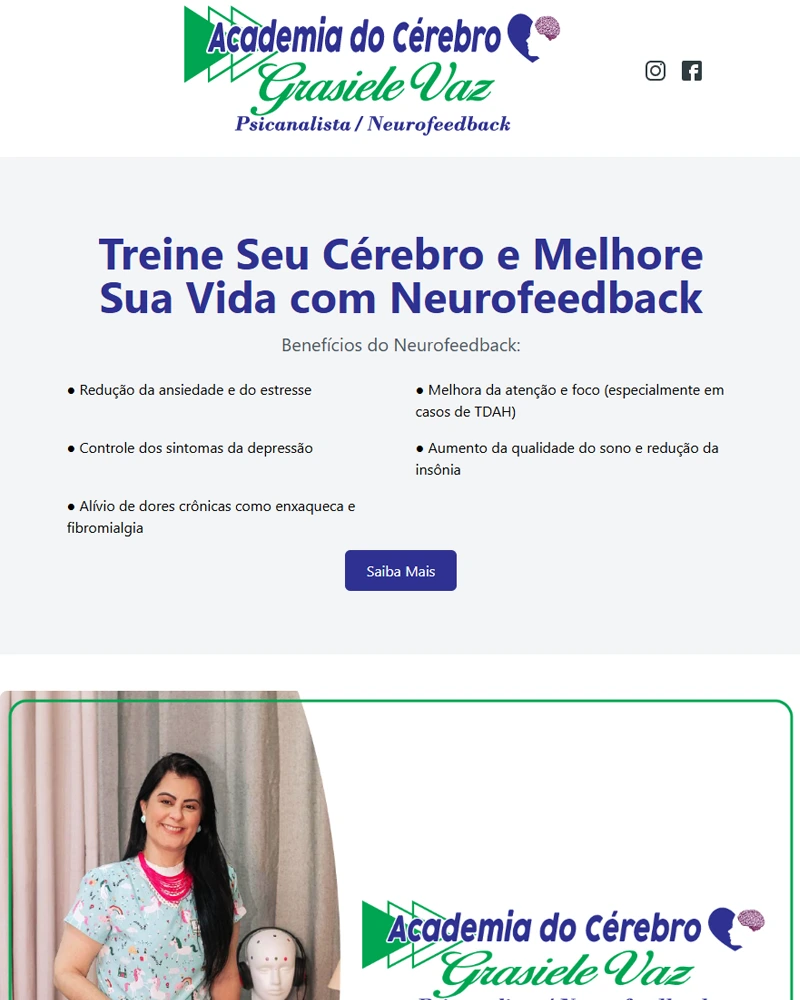 Academia do Cérebro
Grasiele Vaz
Psicanalista / Neurofeedback
Treine Seu Cérebro e Melhore
Sua Vida com Neurofeedback
Benefícios do Neurofeedback:
● Redução da ansiedade e do estresse
● Melhora da atenção e foco (especialmente em
casos de TDAH)
● Controle dos sintomas da depressão
● Aumento da qualidade do sono e redução da
insônia
● Alívio de dores crônicas como enxaqueca e
fibromialgia
Saiba Mais
Academia do Cérebro
Grasiele Vaz